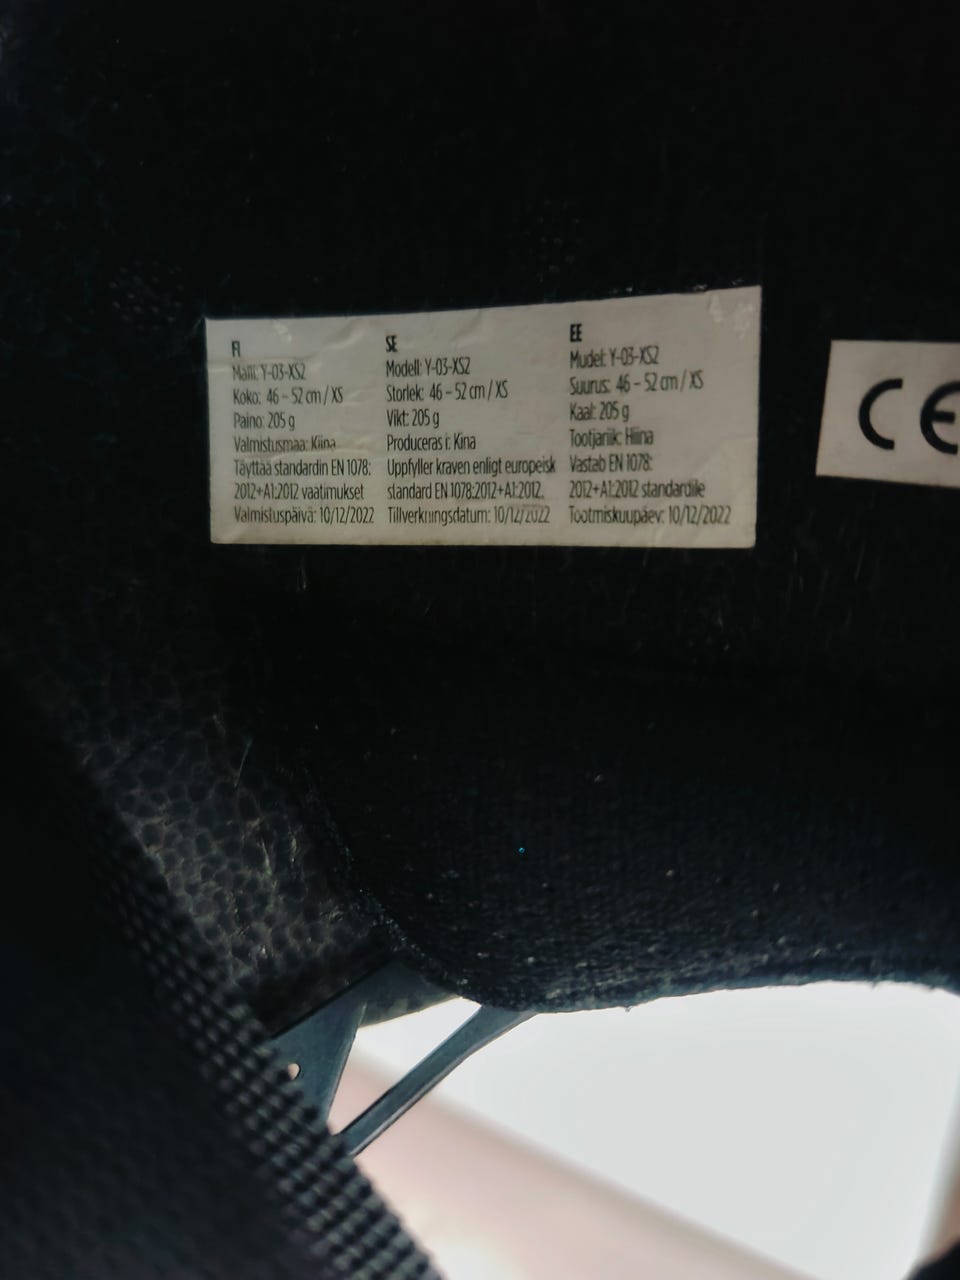 FI
Malli: Y-03-XS2
Koko: 46 – 52 cm / XS
Paino: 205 g
Valmistusmaa: Kiina
Täyttää standardin EN 1078:
2012+A1:2012 vaatimukset
Valmistuspäivä: 10/12/2022
SE
Modell: Y-03-XS2
Storlek: 46 – 52 cm / XS
Vikt: 205 g
Produceras i: Kina
Uppfyller kraven enligt europeisk
standard EN 1078:2012+A1:2012.
Tillverkningsdatum: 10/12/2022
EE
Mudel: Y-03-XS2
Suurus: 46 – 52 cm / XS
Kaal: 205 g
Tootjariik: Hiina
Vastab EN 1078:
2012+A1:2012 standardile
Tootmiskuupäev: 10/12/2022
CE